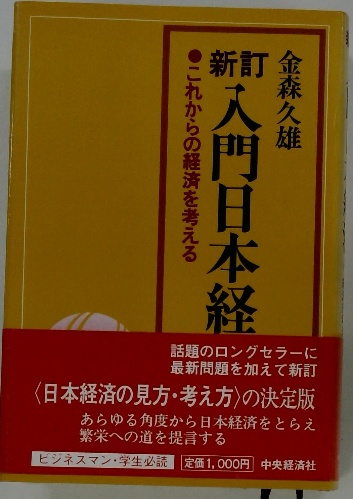 金森久雄
新訂
入門日本経
●これからの経済を考える
話題のロングセラーに
最新問題を加えて新訂
〈日本経済の見方・考え方〉の決定版
あらゆる角度から日本経済をとらえ
繁栄への道を提言する
ビジネスマン・学生必読
定価1,000円
中央経済社